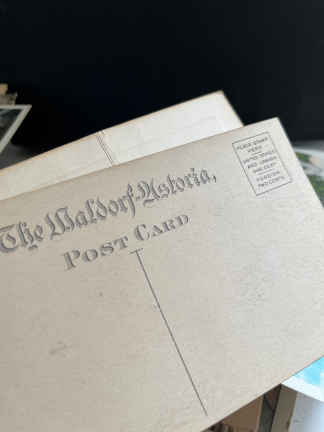 The Waldorf-Astoria,
POST CARD
PLACE STAMP
HERE
UNITED STATES
AND CANADA
ONE CENT
FOREIGN
TWO CENTS